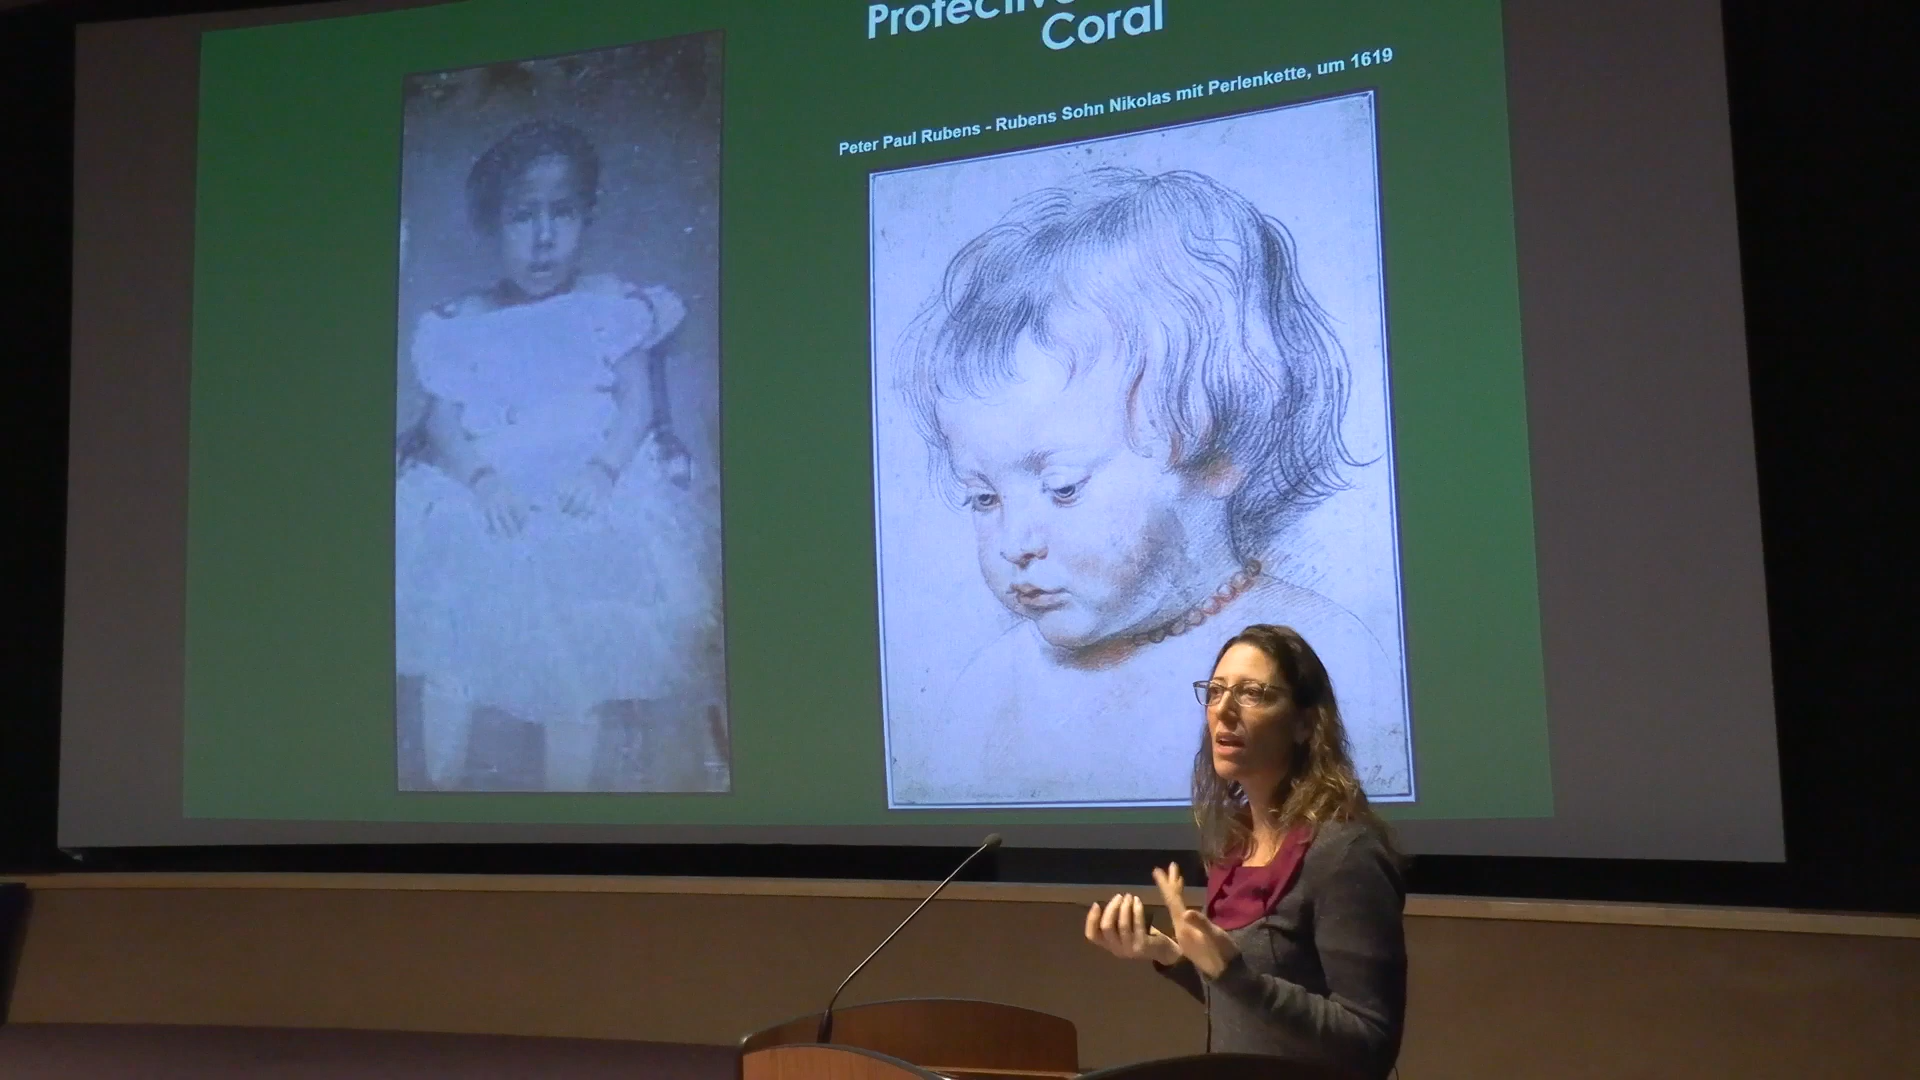 Coral
Peter Paul Rubens - Rubens Sohn Nikolas mit Perlenkette, um 1619